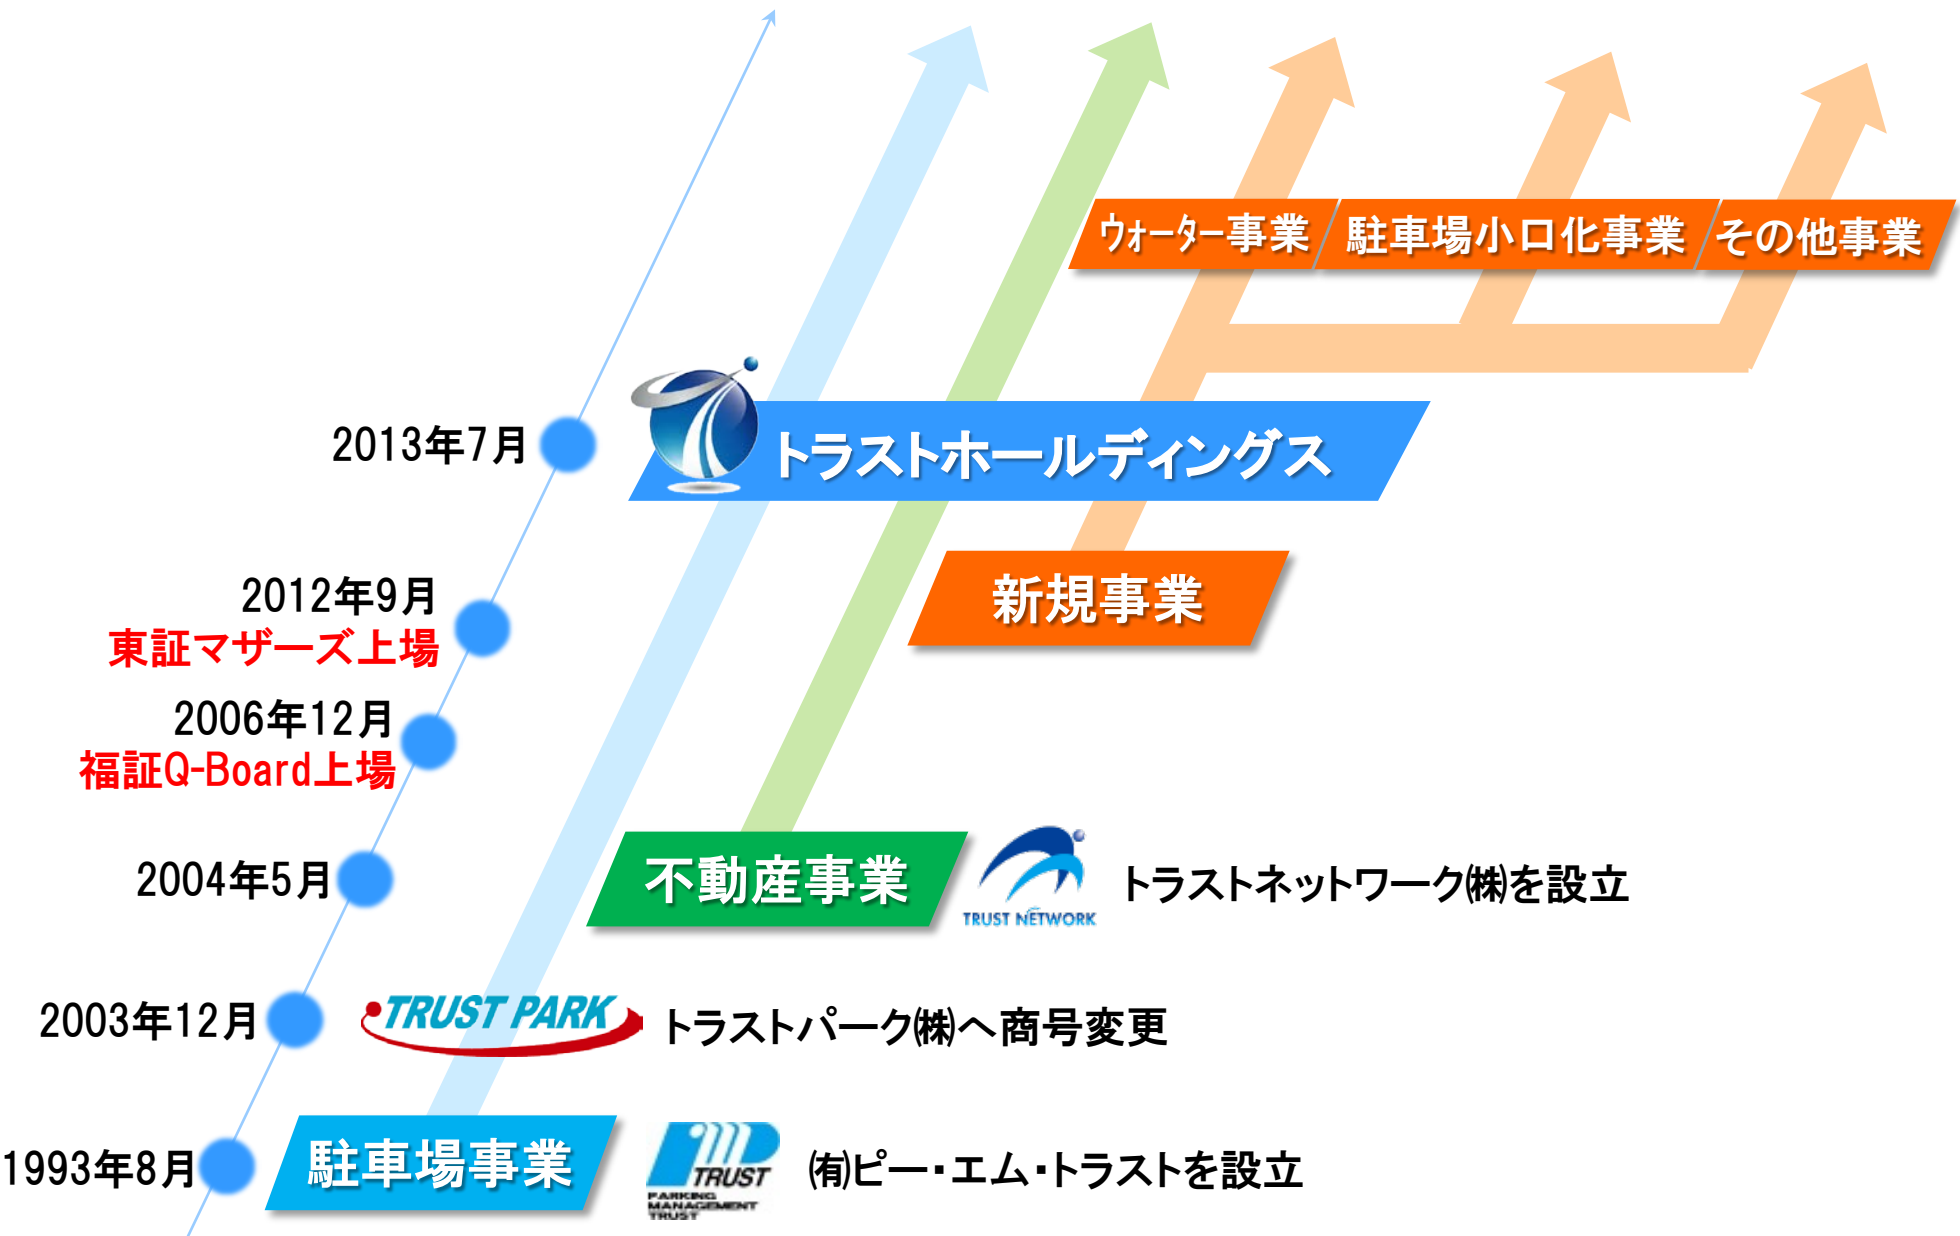 ウォーター事業
駐車場小口化事業
その他事業
2013年7月
トラストホールディングス
2012年9月
東証マザーズ上場
新規事業
2006年12月
福証Q-Board上場
2004年5月
不動産事業
TRUST NETWORK
トラストネットワーク㈱を設立
2003年12月
TRUST PARK
トラストパーク㈱へ商号変更
1993年8月
駐車場事業
TRUST
PARKING
MANAGEMENT
TRUST
㈲ピー・エム・トラストを設立